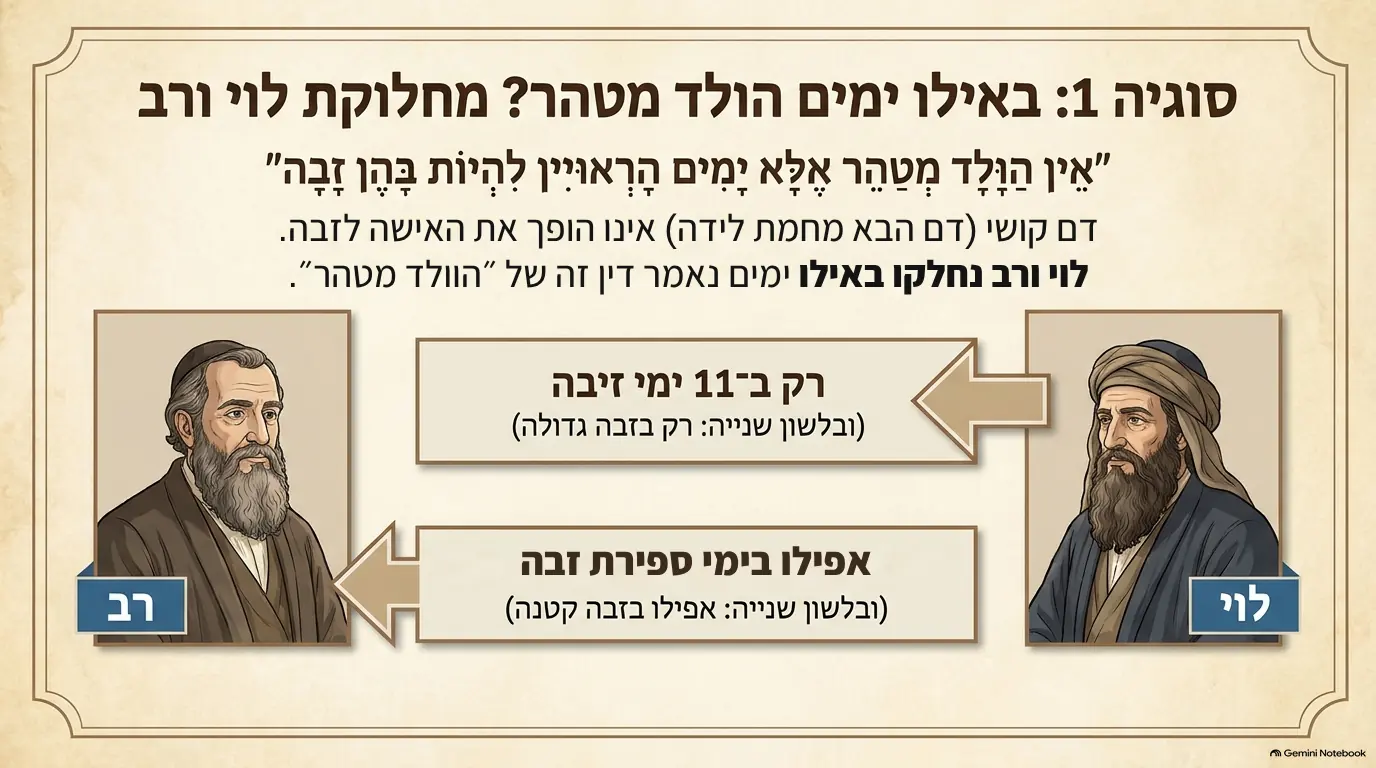 סוגיה 1: באילו ימים הולד מטהר? מחלוקת לוי ורב
"אֵין הַוָּלָד מְטַהֵר אֶלָּא יָמִים הָרְאוּיִין לִהְיוֹת בָּהֶן זָבָה"
דם קושי (דם הבא מחמת לידה) אינו הופך את האישה לזבה.
לוי ורב נחלקו באילו ימים נאמר דין זה של "הוולד מטהר".
רק ב־11 ימי זיבה
(ובלשון שנייה: רק בזבה גדולה)
לוי
אפילו בימי ספירת זבה
(ובלשון שנייה: אפילו בזבה קטנה)
רב
Gemini Notebook